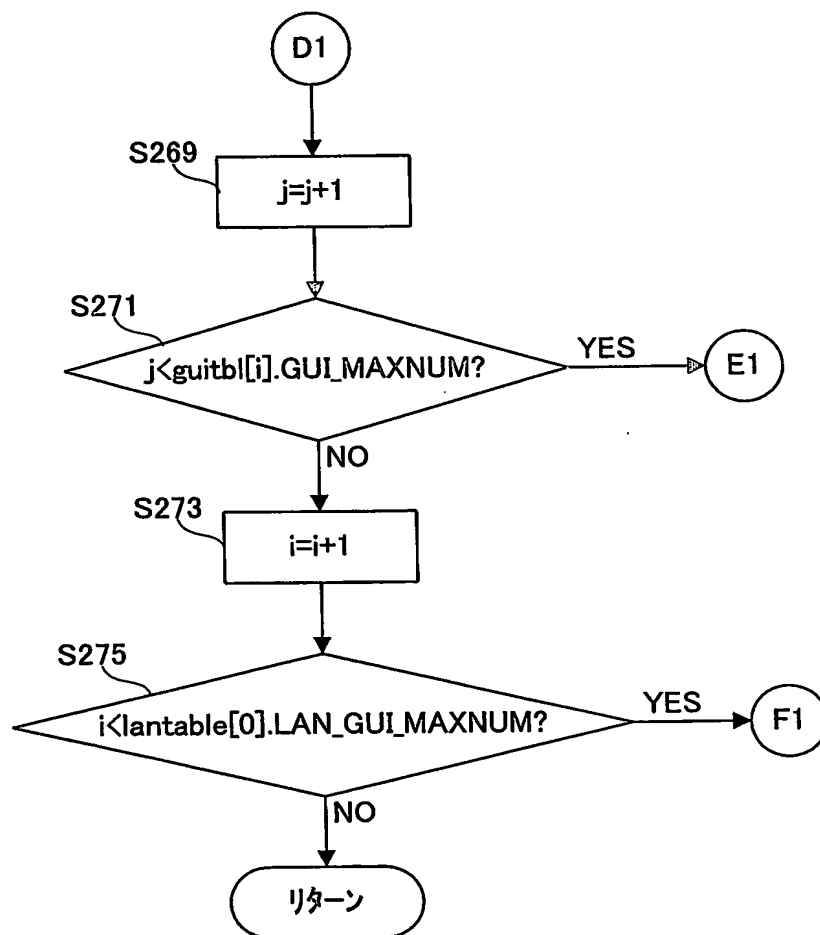 D1
S269
j=j+1
S271
j<guitbl[i].GUI_MAXNUM?
YES
E1
NO
S273
i=i+1
S275
i<lantable[0].LAN_GUI_MAXNUM?
YES
F1
NO
リターン